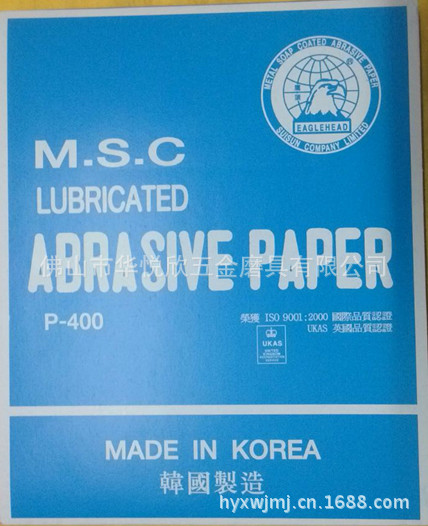 METAL SOAP COATED ABRASIVE PAPER
EAGLEHEAD
SUISUN COMPANY LIMITED
®
M.S.C
LUBRICATED
ABRASIVE PAPER
佛山市华悦欣五金磨具有限公司
P-400
榮獲 ISO 9001:2000 國際品質認證
UKAS 英國品質認證
UKAS
MADE IN KOREA
韓國製造
hyxwjmj.cn.1688.com